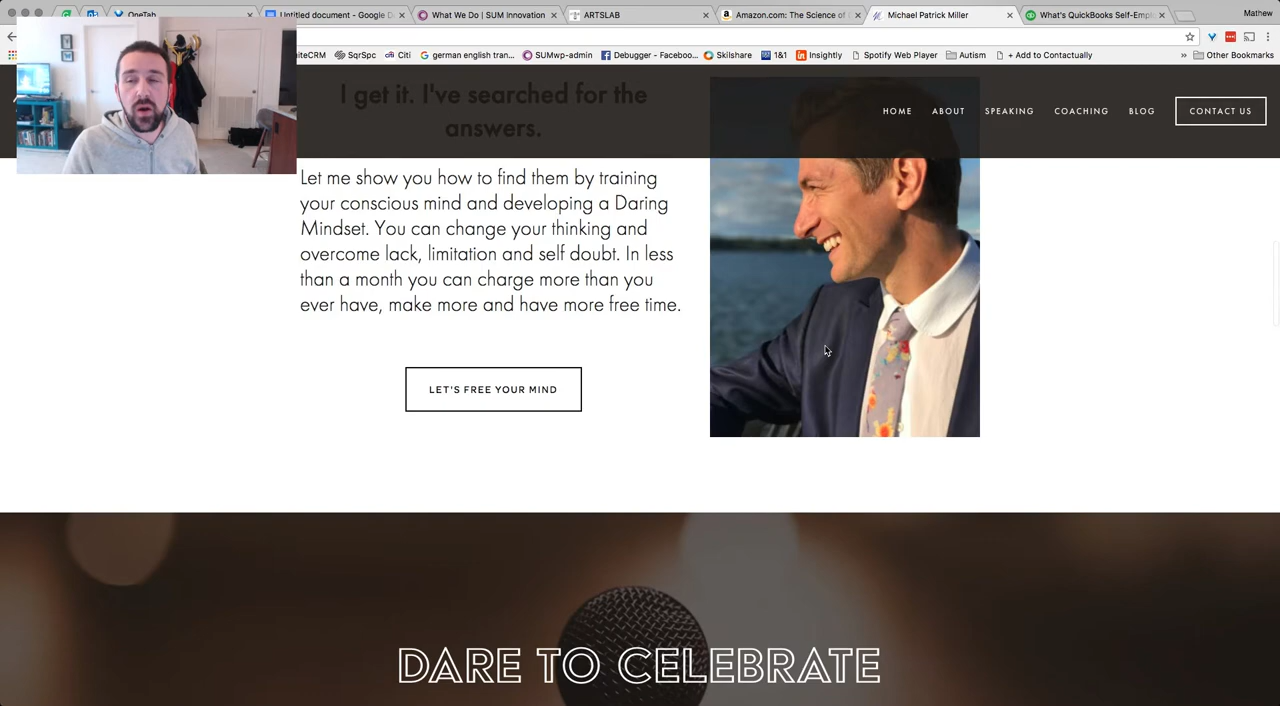 OneTab
Untitled document - Google D
What We Do | SUM Innovation
ARTSLAB
Amazon.com: The Science of
Michael Patrick Miller
What's QuickBooks Self-Empl
Mathew
iteCRM
SqrSpc
Citi
german english tran...
SUMwp-admin
Debugger - Faceboo...
Skilshare
1&1
Insightly
Spotify Web Player
Autism
+ Add to Contactually
»
Other Bookmarks
HOME
ABOUT
SPEAKING
COACHING
BLOG
CONTACT US
I get it. I've searched for the
answers.
Let me show you how to find them by training
your conscious mind and developing a Daring
Mindset. You can change your thinking and
overcome lack, limitation and self doubt. In less
than a month you can charge more than you
ever have, make more and have more free time.
LET'S FREE YOUR MIND
DARE TO CELEBRATE